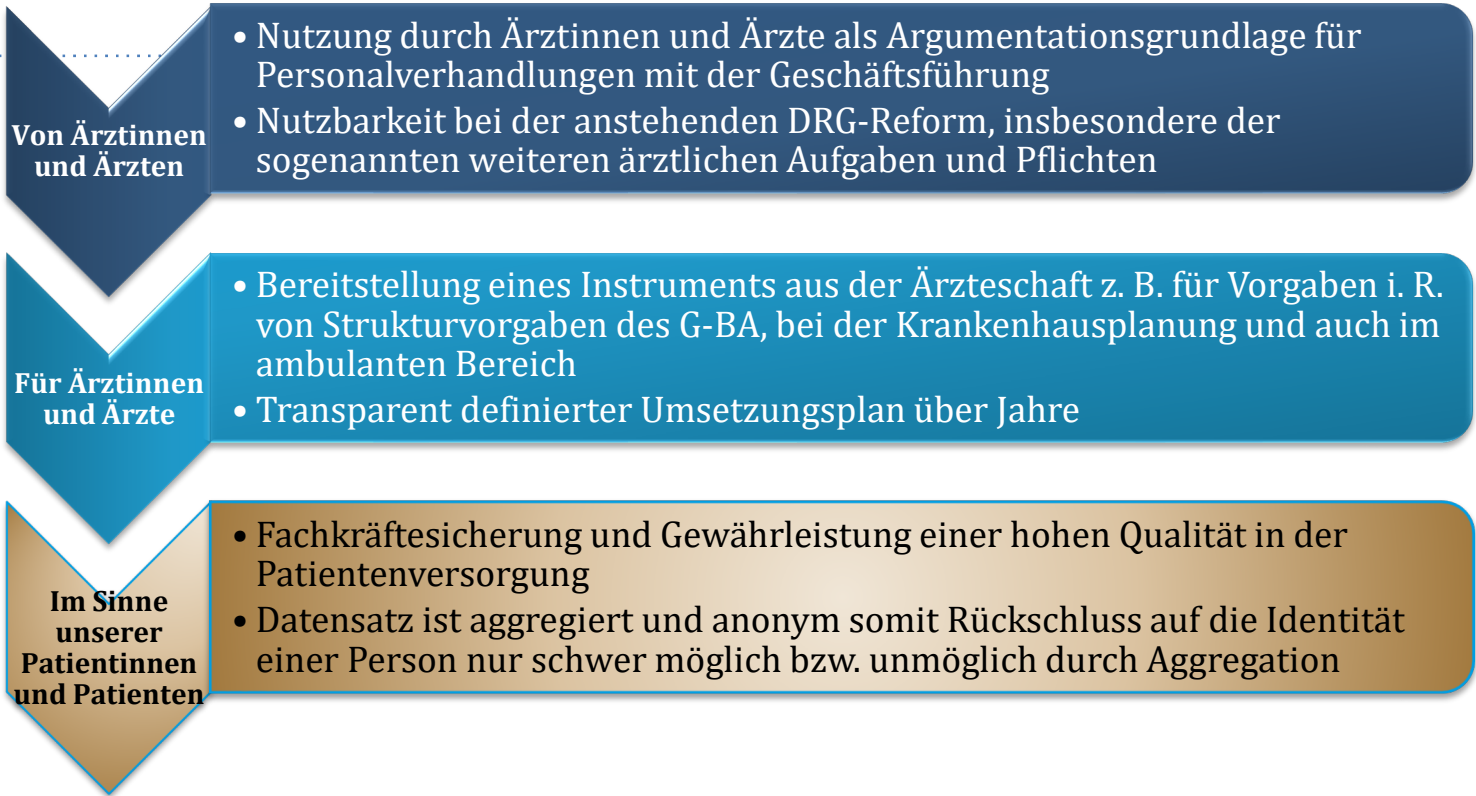 Von Ärztinnen
und Ärzten
• Nutzung durch Ärztinnen und Ärzte als Argumentationsgrundlage für
Personalverhandlungen mit der Geschäftsführung
• Nutzbarkeit bei der anstehenden DRG-Reform, insbesondere der
sogenannten weiteren ärztlichen Aufgaben und Pflichten
Für Ärztinnen
und Ärzte
• Bereitstellung eines Instruments aus der Ärzteschaft z. B. für Vorgaben i. R.
von Strukturvorgaben des G-BA, bei der Krankenhausplanung und auch im
ambulanten Bereich
• Transparent definierter Umsetzungsplan über Jahre
Im Sinne
unserer
Patientinnen
und Patienten
• Fachkräftesicherung und Gewährleistung einer hohen Qualität in der
Patientenversorgung
• Datensatz ist aggregiert und anonym somit Rückschluss auf die Identität
einer Person nur schwer möglich bzw. unmöglich durch Aggregation